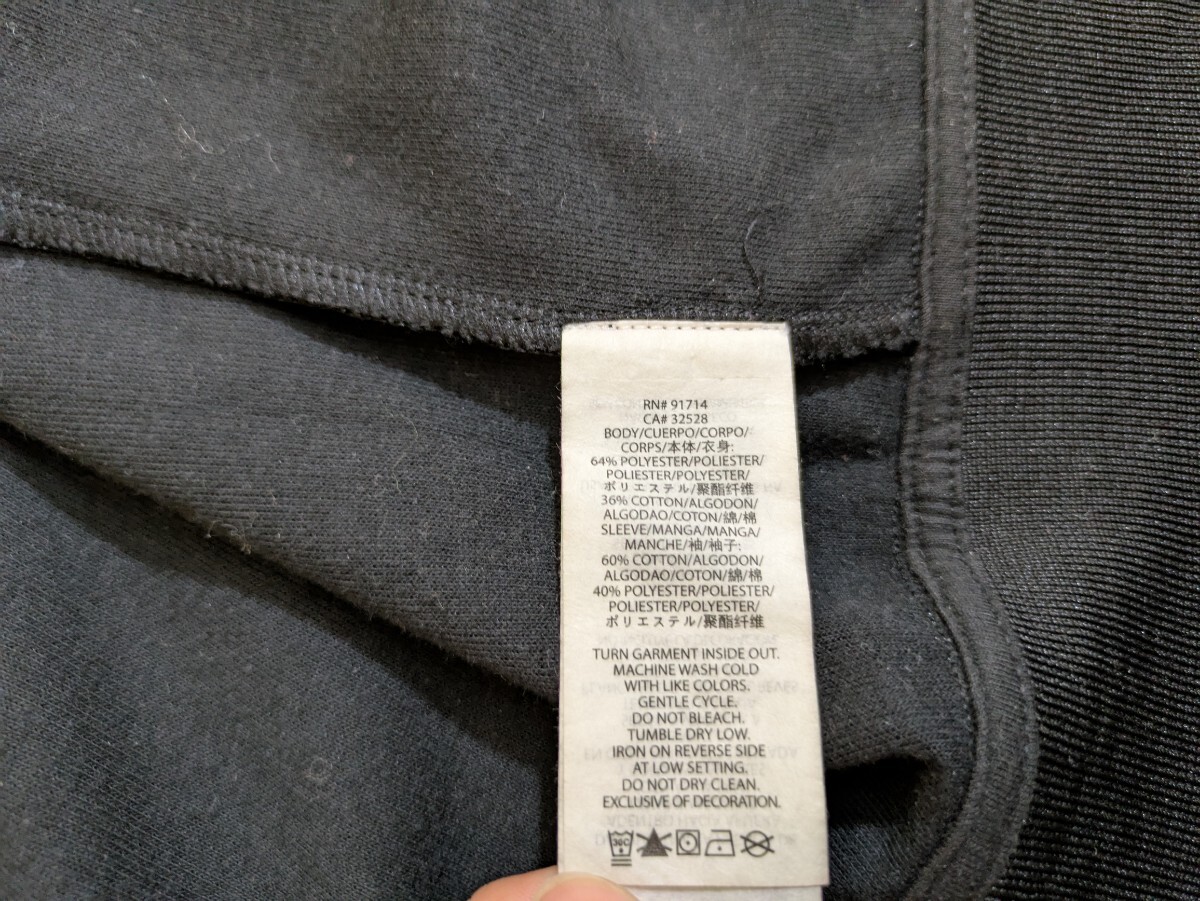 RN# 91714
CA# 32528
BODY/CUERPO/CORPO/
CORPS/本体/衣身:
64% POLYESTER/POLIESTER/
POLIESTER/POLYESTER/
ポリエステル/聚酯纤维
36% COTTON/ALGODON/
ALGODAO/COTON/綿/棉
SLEEVE/MANGA/MANGA/
MANCHE/袖/袖子:
60% COTTON/ALGODON/
ALGODAO/COTON/綿/棉
40% POLYESTER/POLIESTER/
POLIESTER/POLYESTER/
ポリエステル/聚酯纤维
TURN GARMENT INSIDE OUT.
MACHINE WASH COLD
WITH LIKE COLORS.
GENTLE CYCLE.
DO NOT BLEACH.
TUMBLE DRY LOW.
IRON ON REVERSE SIDE
AT LOW SETTING.
DO NOT DRY CLEAN.
EXCLUSIVE OF DECORATION.
30C